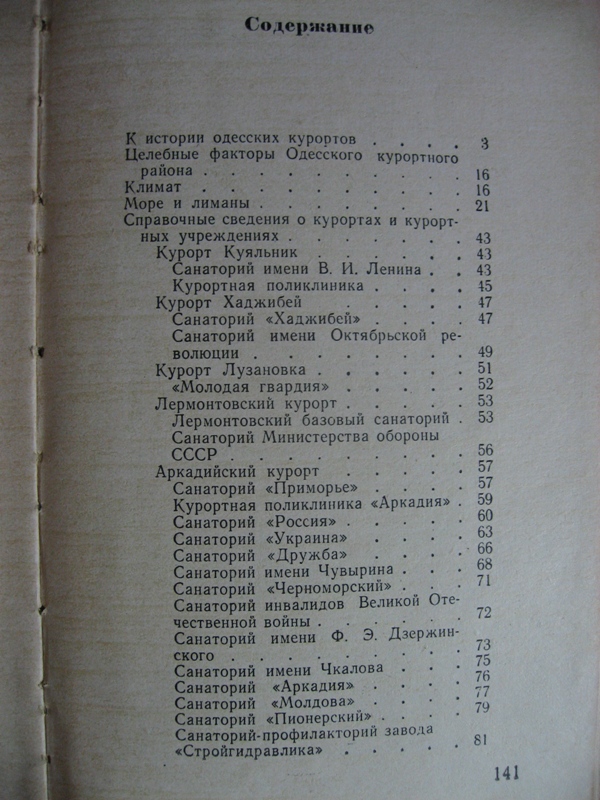 Содержание
К истории одесских курортов . . . . 3
Целебные факторы Одесского курортного
района . . . . . . . . . 16
Климат . . . . . . . . . 16
Море и лиманы . . . . . . . 21
Справочные сведения о курортах и курорт-
ных учреждениях . . . . . . 43
Курорт Куяльник . . . . . 43
Санаторий имени В. И. Ленина . . 43
Курортная поликлиника . . . . 45
Курорт Хаджибей . . . . . 47
Санаторий «Хаджибей» . . . . 47
Санаторий имени Октябрьской ре-
волюции . . . . . . . . 49
Курорт Лузановка . . . . . 51
«Молодая гвардия» . . . . . 52
Лермонтовский курорт . . . . . 53
Лермонтовский базовый санаторий . 53
Санаторий Министерства обороны
СССР . . . . . . . . . 56
Аркадийский курорт . . . . . 57
Санаторий «Приморье» . . . . 57
Курортная поликлиника «Аркадия» . 59
Санаторий «Россия» . . . . . 60
Санаторий «Украина» . . . . 63
Санаторий «Дружба» . . . . 66
Санаторий имени Чувырина . . . 68
Санаторий «Черноморский» . . . 71
Санаторий инвалидов Великой Оте-
чественной войны . . . . . . 72
Санаторий имени Ф. Э. Дзержин-
ского . . . . . . . . 73
Санаторий имени Чкалова . . . 75
Санаторий «Аркадия» . . . . 76
Санаторий «Молдова» . . . . 77
Санаторий «Пионерский» . . . . 79
Санаторий-профилакторий завода
«Стройгидравлика» . . . . . 81
141